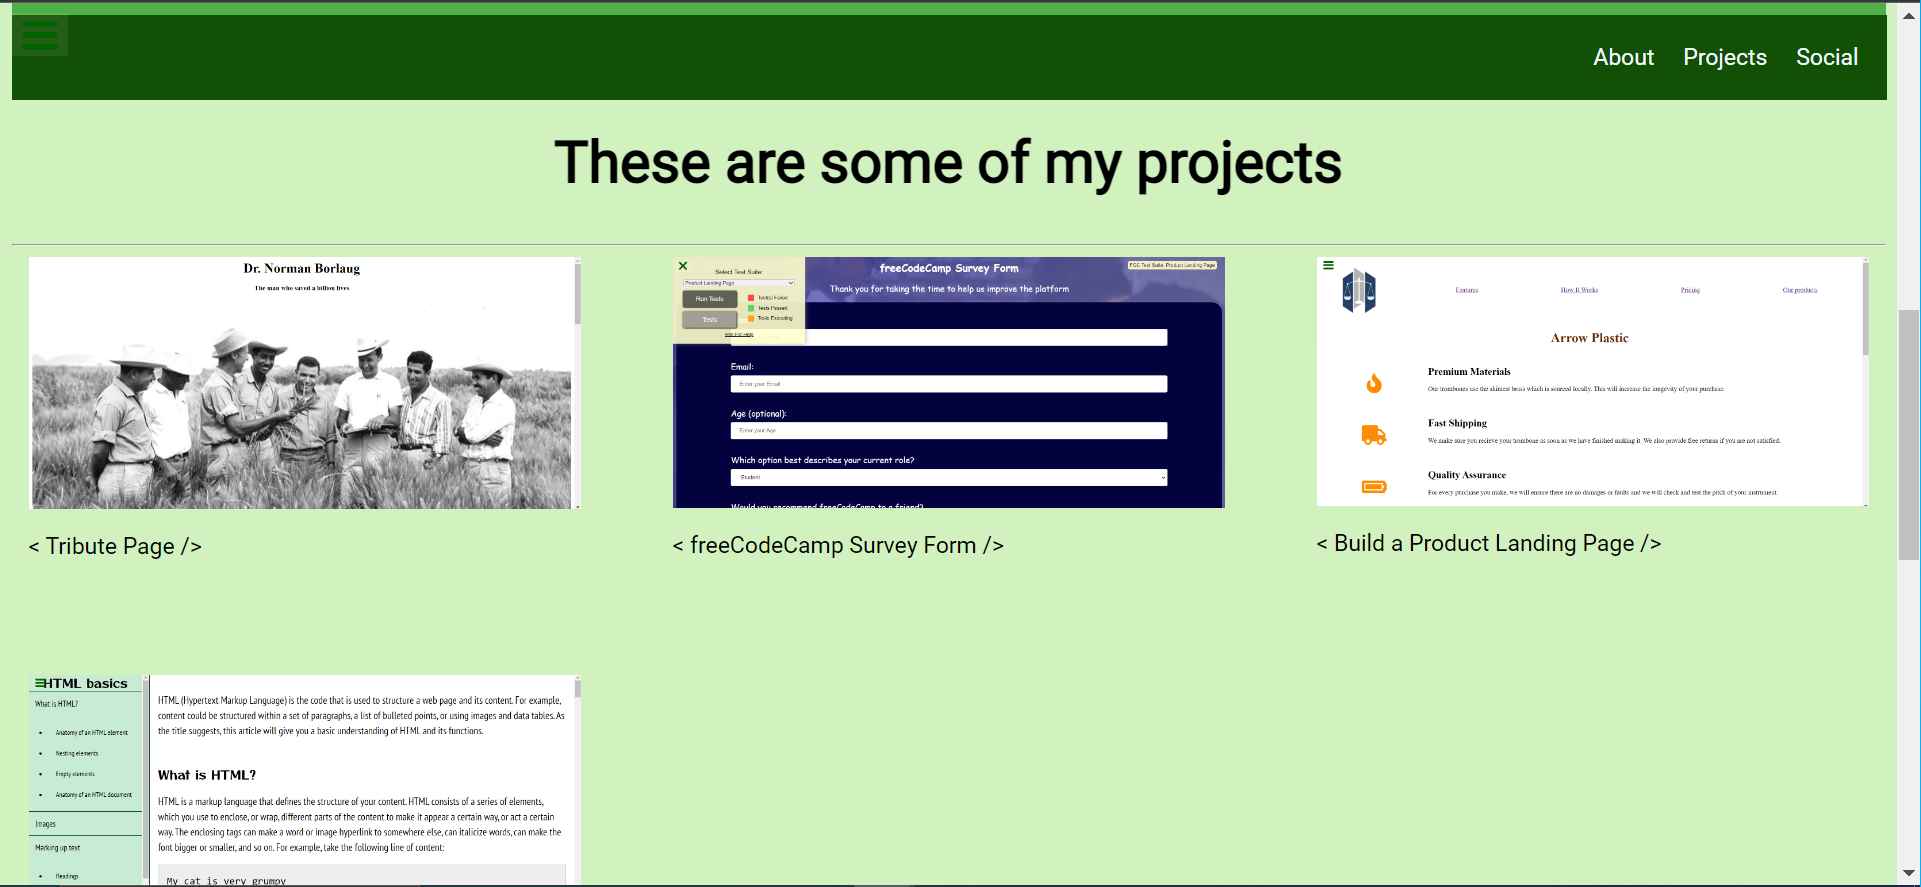 About Projects Social
These are some of my projects
Dr. Norman Borlaug
The man who saved a billion lives
< Tribute Page />
Select Test Suite:
Product Landing Page
Run Tests
Test(s) Failed
Tests Passed
Tests
Tests Executing
Ask For Help
freeCodeCamp Survey Form
FCC Test Suite: Product Landing Page
Thank you for taking the time to help us improve the platform
Email:
Enter your Email
Age (optional):
Enter your Age
Which option best describes your current role?
Student
Would you recommend freeCodeCamp to a friend?
< freeCodeCamp Survey Form />
Features How It Works Pricing Our products
Arrow Plastic
Premium Materials
Our trombones use the shiniest brass which is sourced locally. This will increase the longevity of your purchase.
Fast Shipping
We make sure you recieve your trombone as soon as we have finished making it. We also provide free returns if you are not satisfied.
Quality Assurance
For every purchase you make, we will ensure there are no damages or faults and we will check and test the pitch of your instrument.
< Build a Product Landing Page />
HTML basics
What is HTML?
Anatomy of an HTML element
Nesting elements
Empty elements
Anatomy of an HTML document
Images
Marking up text
Headings
HTML (Hypertext Markup Language) is the code that is used to structure a web page and its content. For example,
content could be structured within a set of paragraphs, a list of bulleted points, or using images and data tables. As
the title suggests, this article will give you a basic understanding of HTML and its functions.
What is HTML?
HTML is a markup language that defines the structure of your content. HTML consists of a series of elements,
which you use to enclose, or wrap, different parts of the content to make it appear a certain way, or act a certain
way. The enclosing tags can make a word or image hyperlink to somewhere else, can italicize words, can make the
font bigger or smaller, and so on. For example, take the following line of content:
My cat is very grumpy